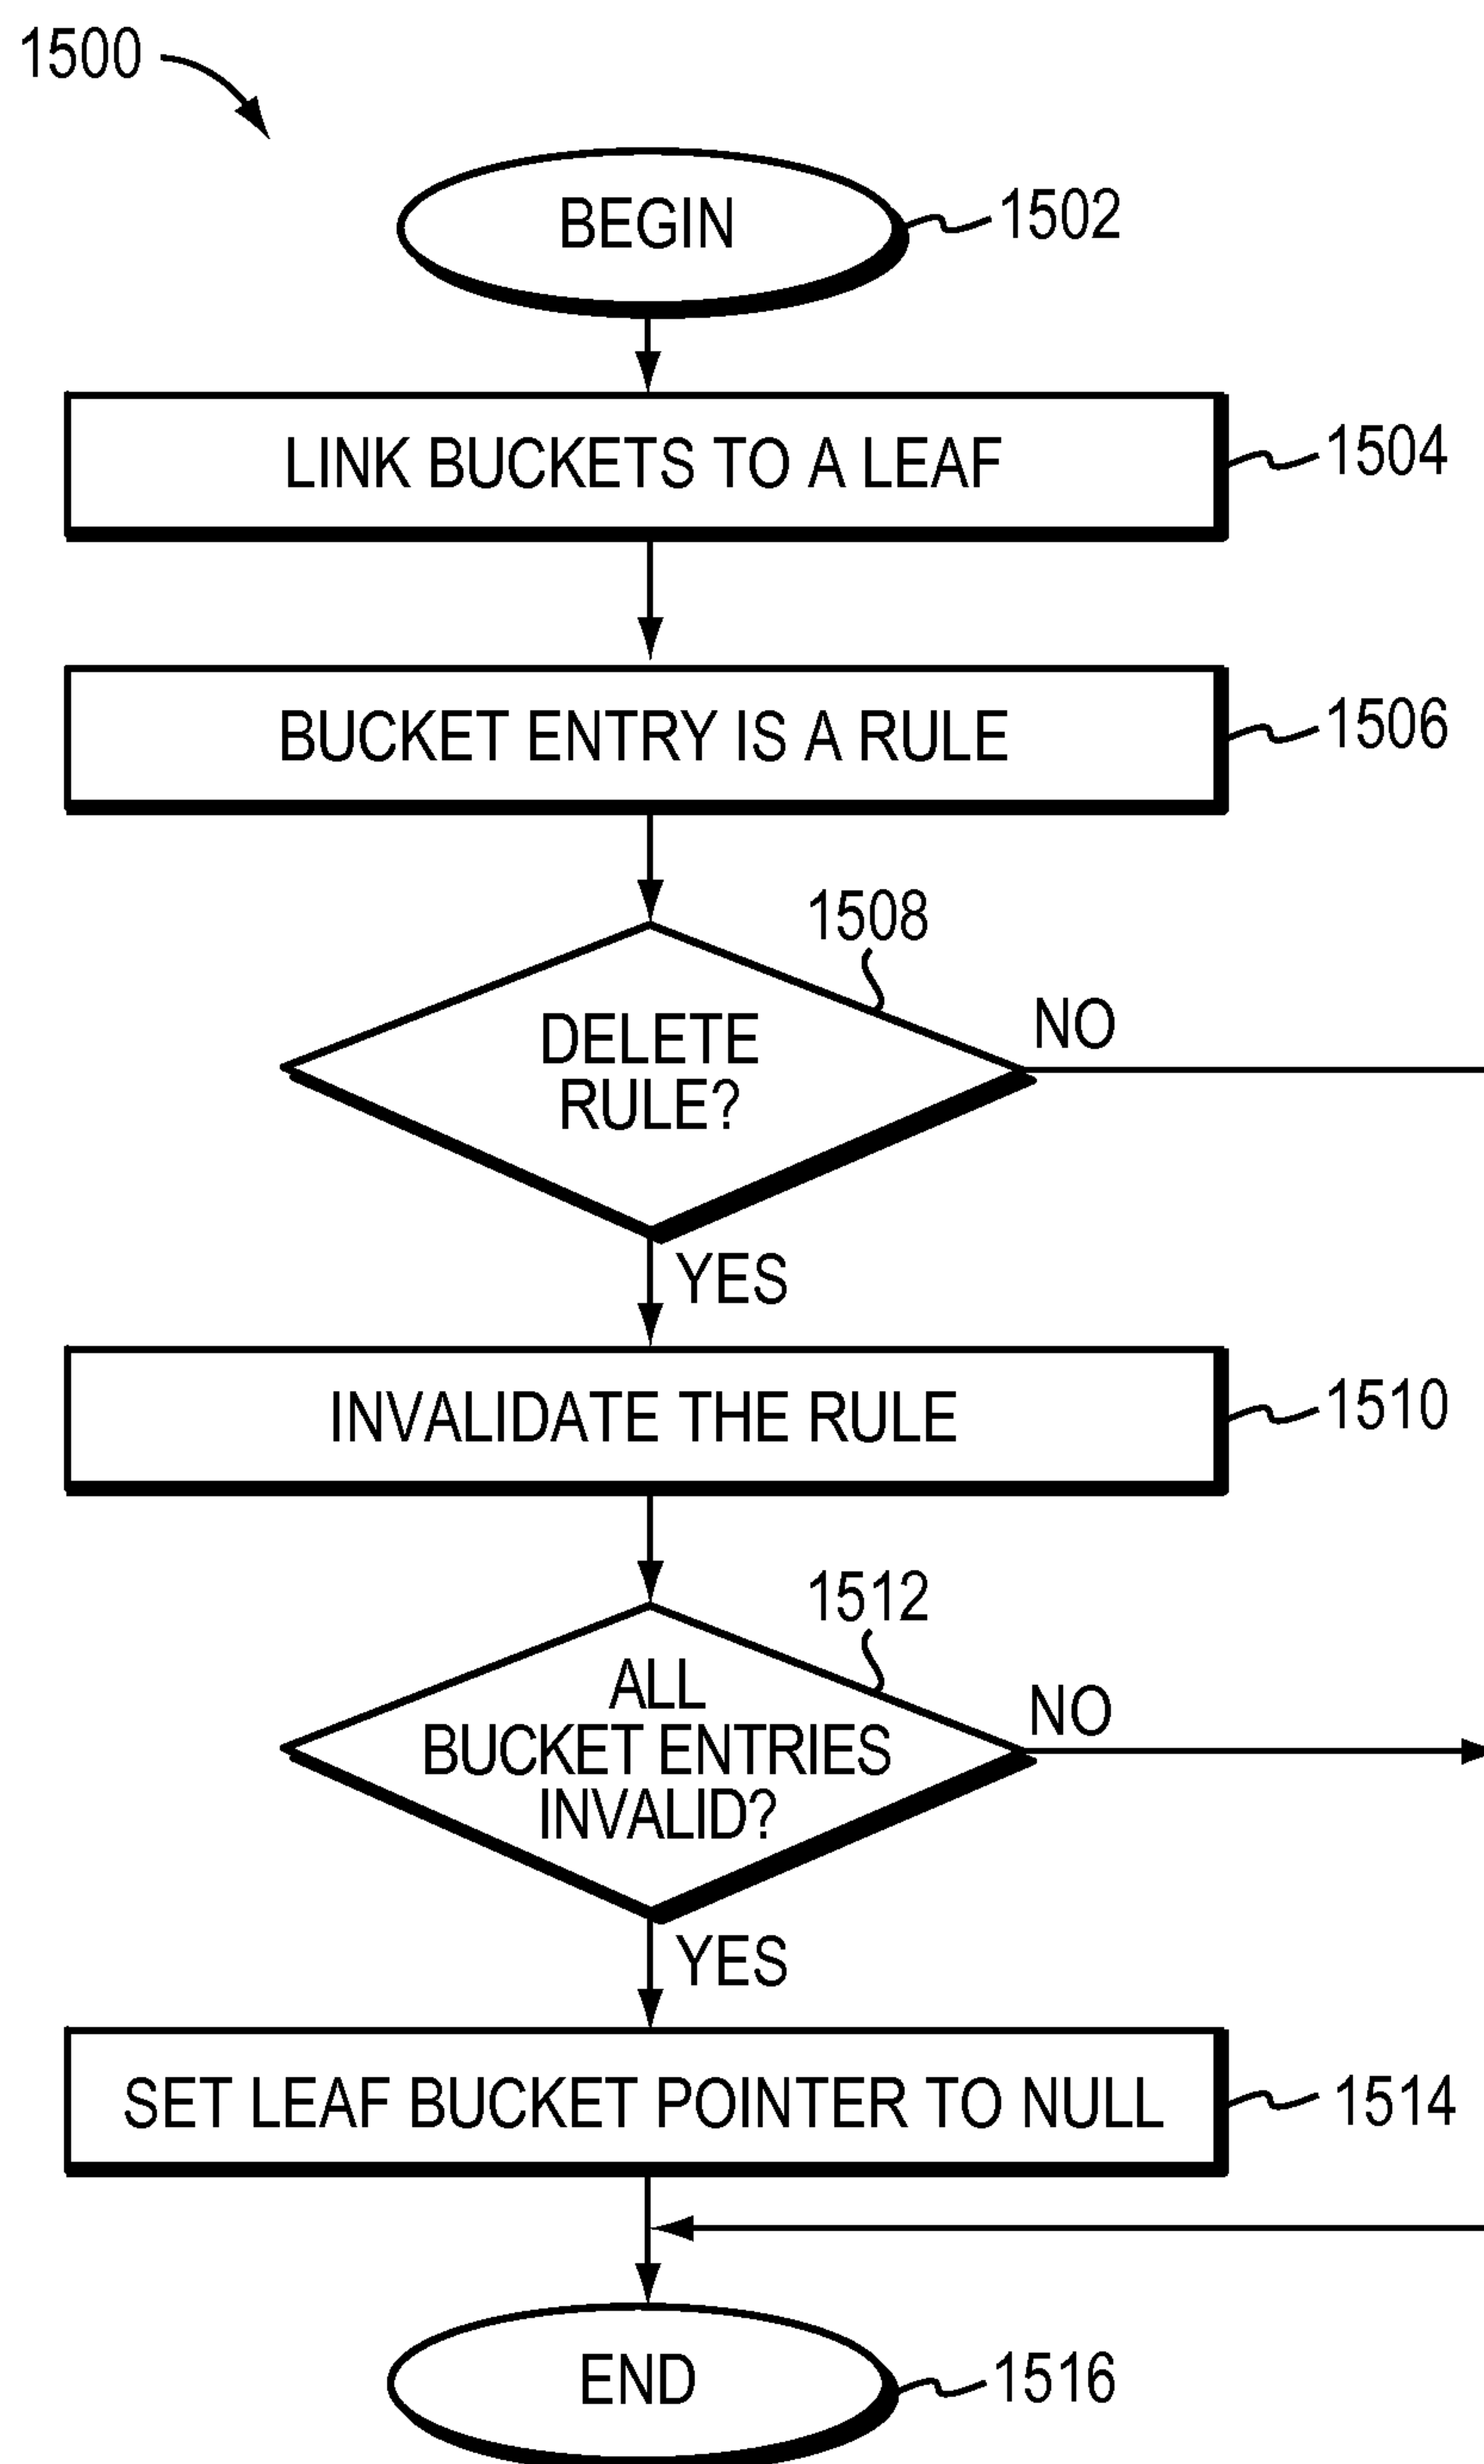 1500
BEGIN
1502
LINK BUCKETS TO A LEAF
1504
BUCKET ENTRY IS A RULE
1506
1508
DELETE
RULE?
NO
YES
INVALIDATE THE RULE
1510
1512
ALL
BUCKET ENTRIES
INVALID?
NO
YES
SET LEAF BUCKET POINTER TO NULL
1514
END
1516